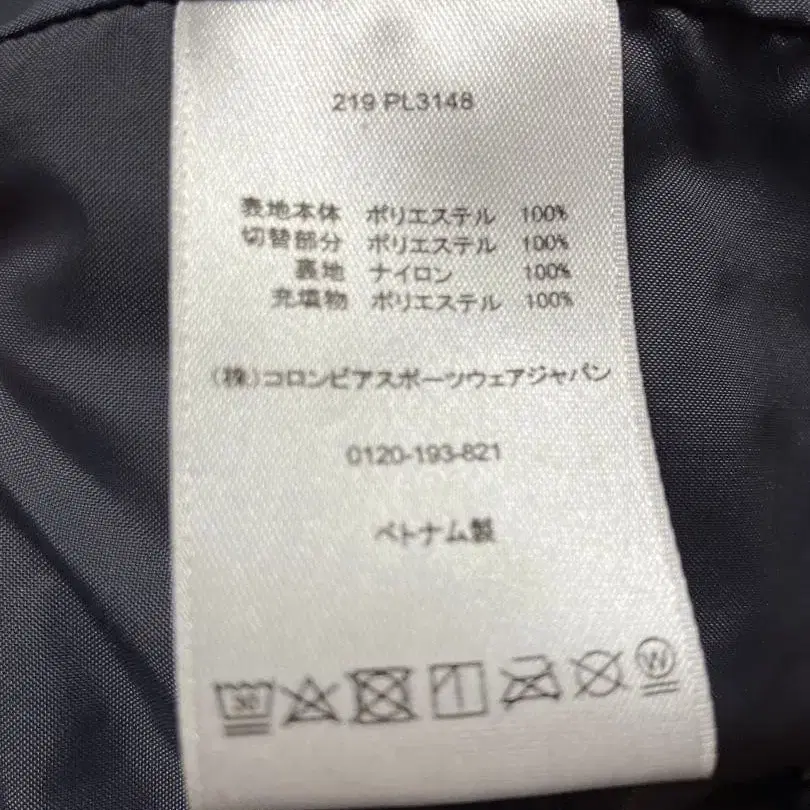 219 PL3148
表地本体 ポリエステル 100%
切替部分 ポリエステル 100%
裏地 ナイロン 100%
充填物 ポリエステル 100%
(株)コロンビアスポーツウェアジャパン
0120-193-821
ベトナム製
30 W